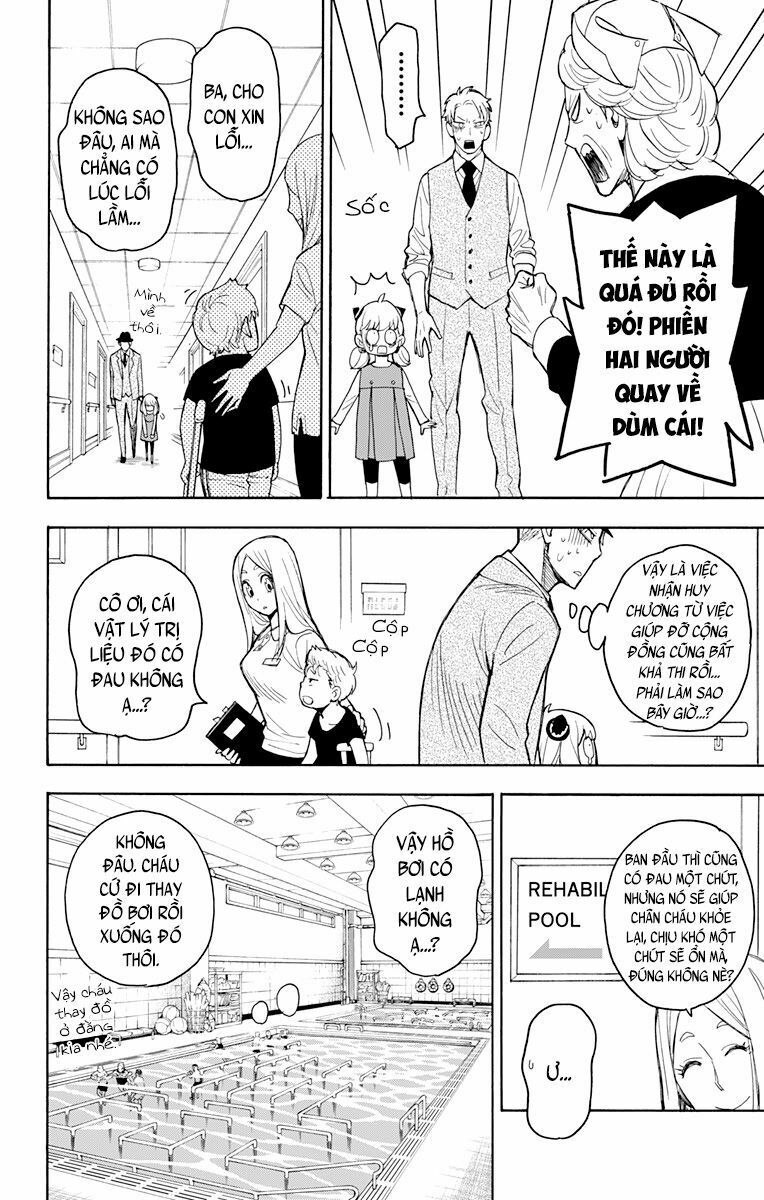 .........
THẾ NÀY LÀ
QUÁ ĐỦ RỒI
ĐÓ! PHIỀN
HAI NGƯỜI
QUAY VỀ
DÙM CÁI!
SỐC
BA, CHO
CON XIN
LỖI...
KHÔNG SAO
ĐÂU, AI MÀ
CHẲNG CÓ
LÚC LỖI
LẦM...
Mình
về
thôi.
VẬY LÀ VIỆC
NHẬN HUY
CHƯƠNG TỪ VIỆC
GIÚP ĐỠ CỘNG
ĐỒNG CŨNG BẤT
KHẢ THI RỒI...
PHẢI LÀM SAO
BÂY GIỜ...?
CỘP
CỘP
CÔ ƠI, CÁI
VẬT LÝ TRỊ
LIỆU ĐÓ CÓ
ĐAU KHÔNG
Ạ...?
BAN ĐẦU THÌ CŨNG
CÓ ĐAU MỘT CHÚT,
NHƯNG NÓ SẼ GIÚP
CHÂN CHÁU KHỎE
LẠI, CHỊU KHÓ MỘT
CHÚT SẼ ỔN MÀ,
ĐÚNG KHÔNG NÈ?
REHABIL
POOL
Ư...
VẬY HỒ
BƠI CÓ
LẠNH
KHÔNG
Ạ...?
KHÔNG
ĐÂU. CHÁU
CỨ ĐI THAY
ĐỒ BƠI RỒI
XUỐNG ĐÓ
THÔI.
Vậy cháu
thay đồ
ở đằng
kia nhé.